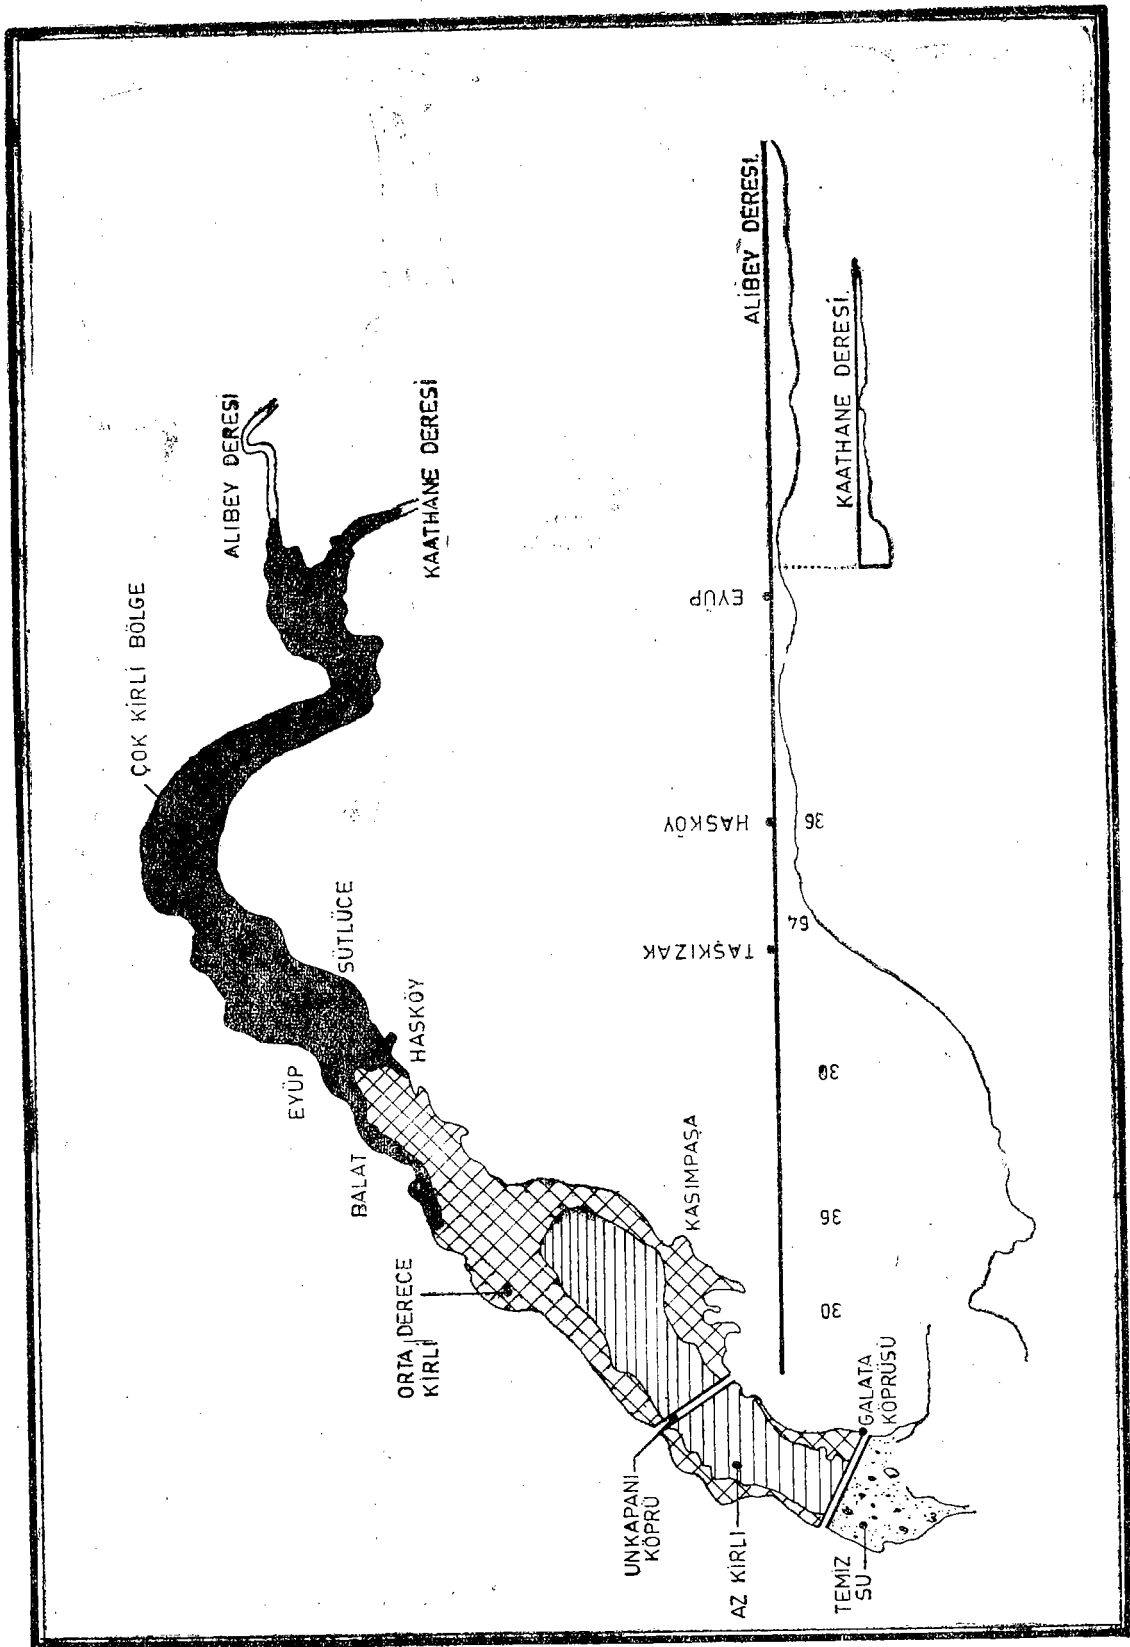 ALİBEY DERESİ
KAATHANE DERESİ
ÇOK KİRLİ BÖLGE
SÜTLÜCE
HASKÖY
EYÜP
BALAT
KASIMPAŞA
ORTA DERECE
KİRLİ
UNKAPANI
KÖPRÜ
AZ KİRLİ
TEMİZ
SU
GALATA
KÖPRÜSÜ
ALİBEY DERESİ.
KAATHANE DERESİ.
EYÜP
HASKÖY
TAŞKIZAK
36
54
30
36
30